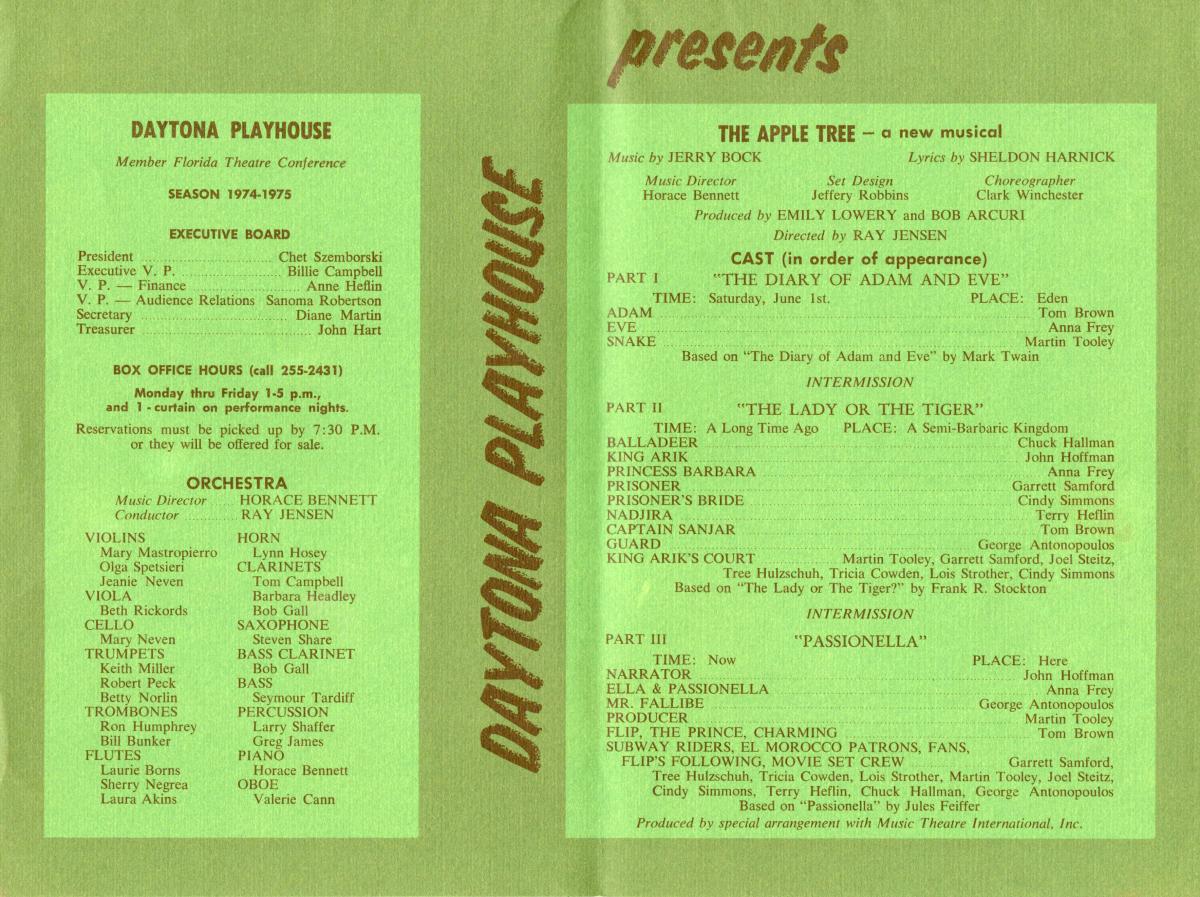 DAYTONA PLAYHOUSE
Member Florida Theatre Conference
SEASON 1974-1975
EXECUTIVE BOARD
President Chet Szemborski
Executive V. P. Billie Campbell
V. P. — Finance Anne Heflin
V. P. — Audience Relations Sanoma Robertson
Secretary Diane Martin
Treasurer John Hart
BOX OFFICE HOURS (call 255-2431)
Monday thru Friday 1-5 p.m.,
and 1 - curtain on performance nights.
Reservations must be picked up by 7:30 P.M.
or they will be offered for sale.
ORCHESTRA
Music Director HORACE BENNETT
Conductor RAY JENSEN
VIOLINS
Mary Mastropierro
Olga Spetsieri
Jeanie Neven
VIOLA
Beth Rickords
CELLO
Mary Neven
TRUMPETS
Keith Miller
Robert Peck
Betty Norlin
TROMBONES
Ron Humphrey
Bill Bunker
FLUTES
Laurie Borns
Sherry Negrea
Laura Akins
HORN
Lynn Hosey
CLARINETS
Tom Campbell
Barbara Headley
Bob Gall
SAXOPHONE
Steven Share
BASS CLARINET
Bob Gall
BASS
Seymour Tardiff
PERCUSSION
Larry Shaffer
Greg James
PIANO
Horace Bennett
OBOE
Valerie Cann
DAYTONA PLAYHOUSE
presents
THE APPLE TREE — a new musical
Music by JERRY BOCK Lyrics by SHELDON HARNICK
Music Director Set Design Choreographer
Horace Bennett Jeffery Robbins Clark Winchester
Produced by EMILY LOWERY and BOB ARCURI
Directed by RAY JENSEN
CAST (in order of appearance)
PART I "THE DIARY OF ADAM AND EVE"
TIME: Saturday, June 1st. PLACE: Eden
ADAM Tom Brown
EVE Anna Frey
SNAKE Martin Tooley
Based on "The Diary of Adam and Eve" by Mark Twain
INTERMISSION
PART II "THE LADY OR THE TIGER"
TIME: A Long Time Ago PLACE: A Semi-Barbaric Kingdom
BALLADEER Chuck Hallman
KING ARIK John Hoffman
PRINCESS BARBARA Anna Frey
PRISONER Garrett Samford
PRISONER'S BRIDE Cindy Simmons
NADJIRA Terry Heflin
CAPTAIN SANJAR Tom Brown
GUARD George Antonopoulos
KING ARIK'S COURT Martin Tooley, Garrett Samford, Joel Steitz,
Tree Hulzschuh, Tricia Cowden, Lois Strother, Cindy Simmons
Based on "The Lady or The Tiger?" by Frank R. Stockton
INTERMISSION
PART III "PASSIONELLA"
TIME: Now PLACE: Here
NARRATOR John Hoffman
ELLA & PASSIONELLA Anna Frey
MR. FALLIBE George Antonopoulos
PRODUCER Martin Tooley
FLIP, THE PRINCE, CHARMING Tom Brown
SUBWAY RIDERS, EL MOROCCO PATRONS, FANS,
FLIP'S FOLLOWING, MOVIE SET CREW Garrett Samford,
Tree Hulzschuh, Tricia Cowden, Lois Strother, Martin Tooley, Joel Steitz,
Cindy Simmons, Terry Heflin, Chuck Hallman, George Antonopoulos
Based on "Passionella" by Jules Feiffer
Produced by special arrangement with Music Theatre International, Inc.